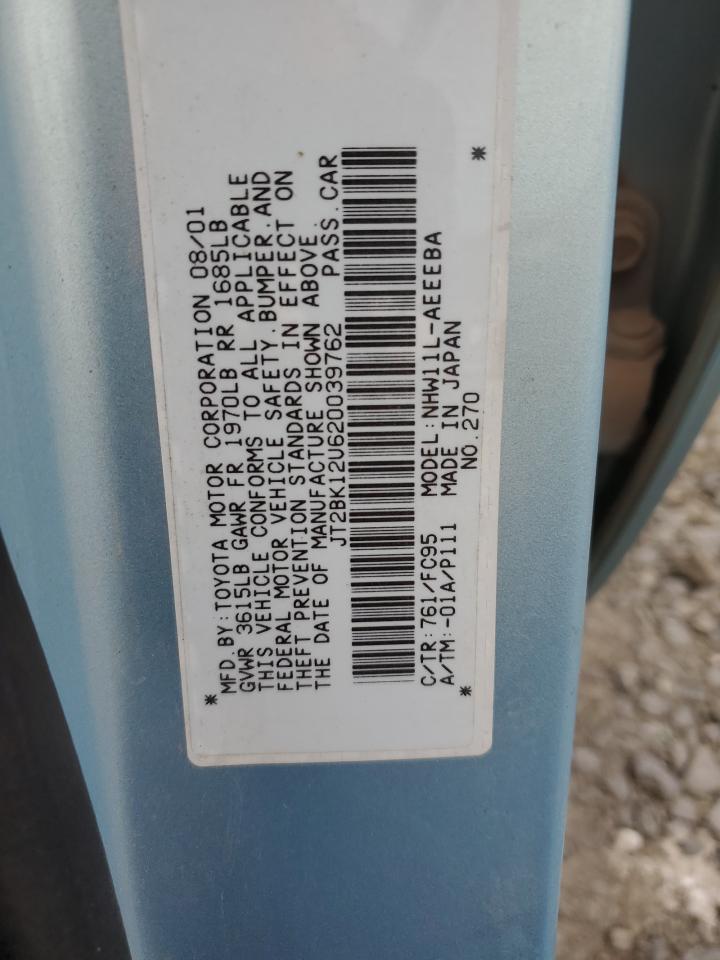 *
MFD.BY:TOYOTA MOTOR CORPORATION 08/01
GVWR 3615LB GAWR FR 1970LB RR 1685LB
THIS VEHICLE CONFORMS TO ALL APPLICABLE
FEDERAL MOTOR VEHICLE SAFETY.BUMPER.AND
THEFT PREVENTION STANDARDS IN EFFECT ON
THE DATE OF MANUFACTURE SHOWN ABOVE.
JT2BK12U620039762 PASS.CAR
C/TR:761/FC95 MODEL:NHW11L-AEEEBA
A/TM:-01A/P111 MADE IN JAPAN
* NO.270 *